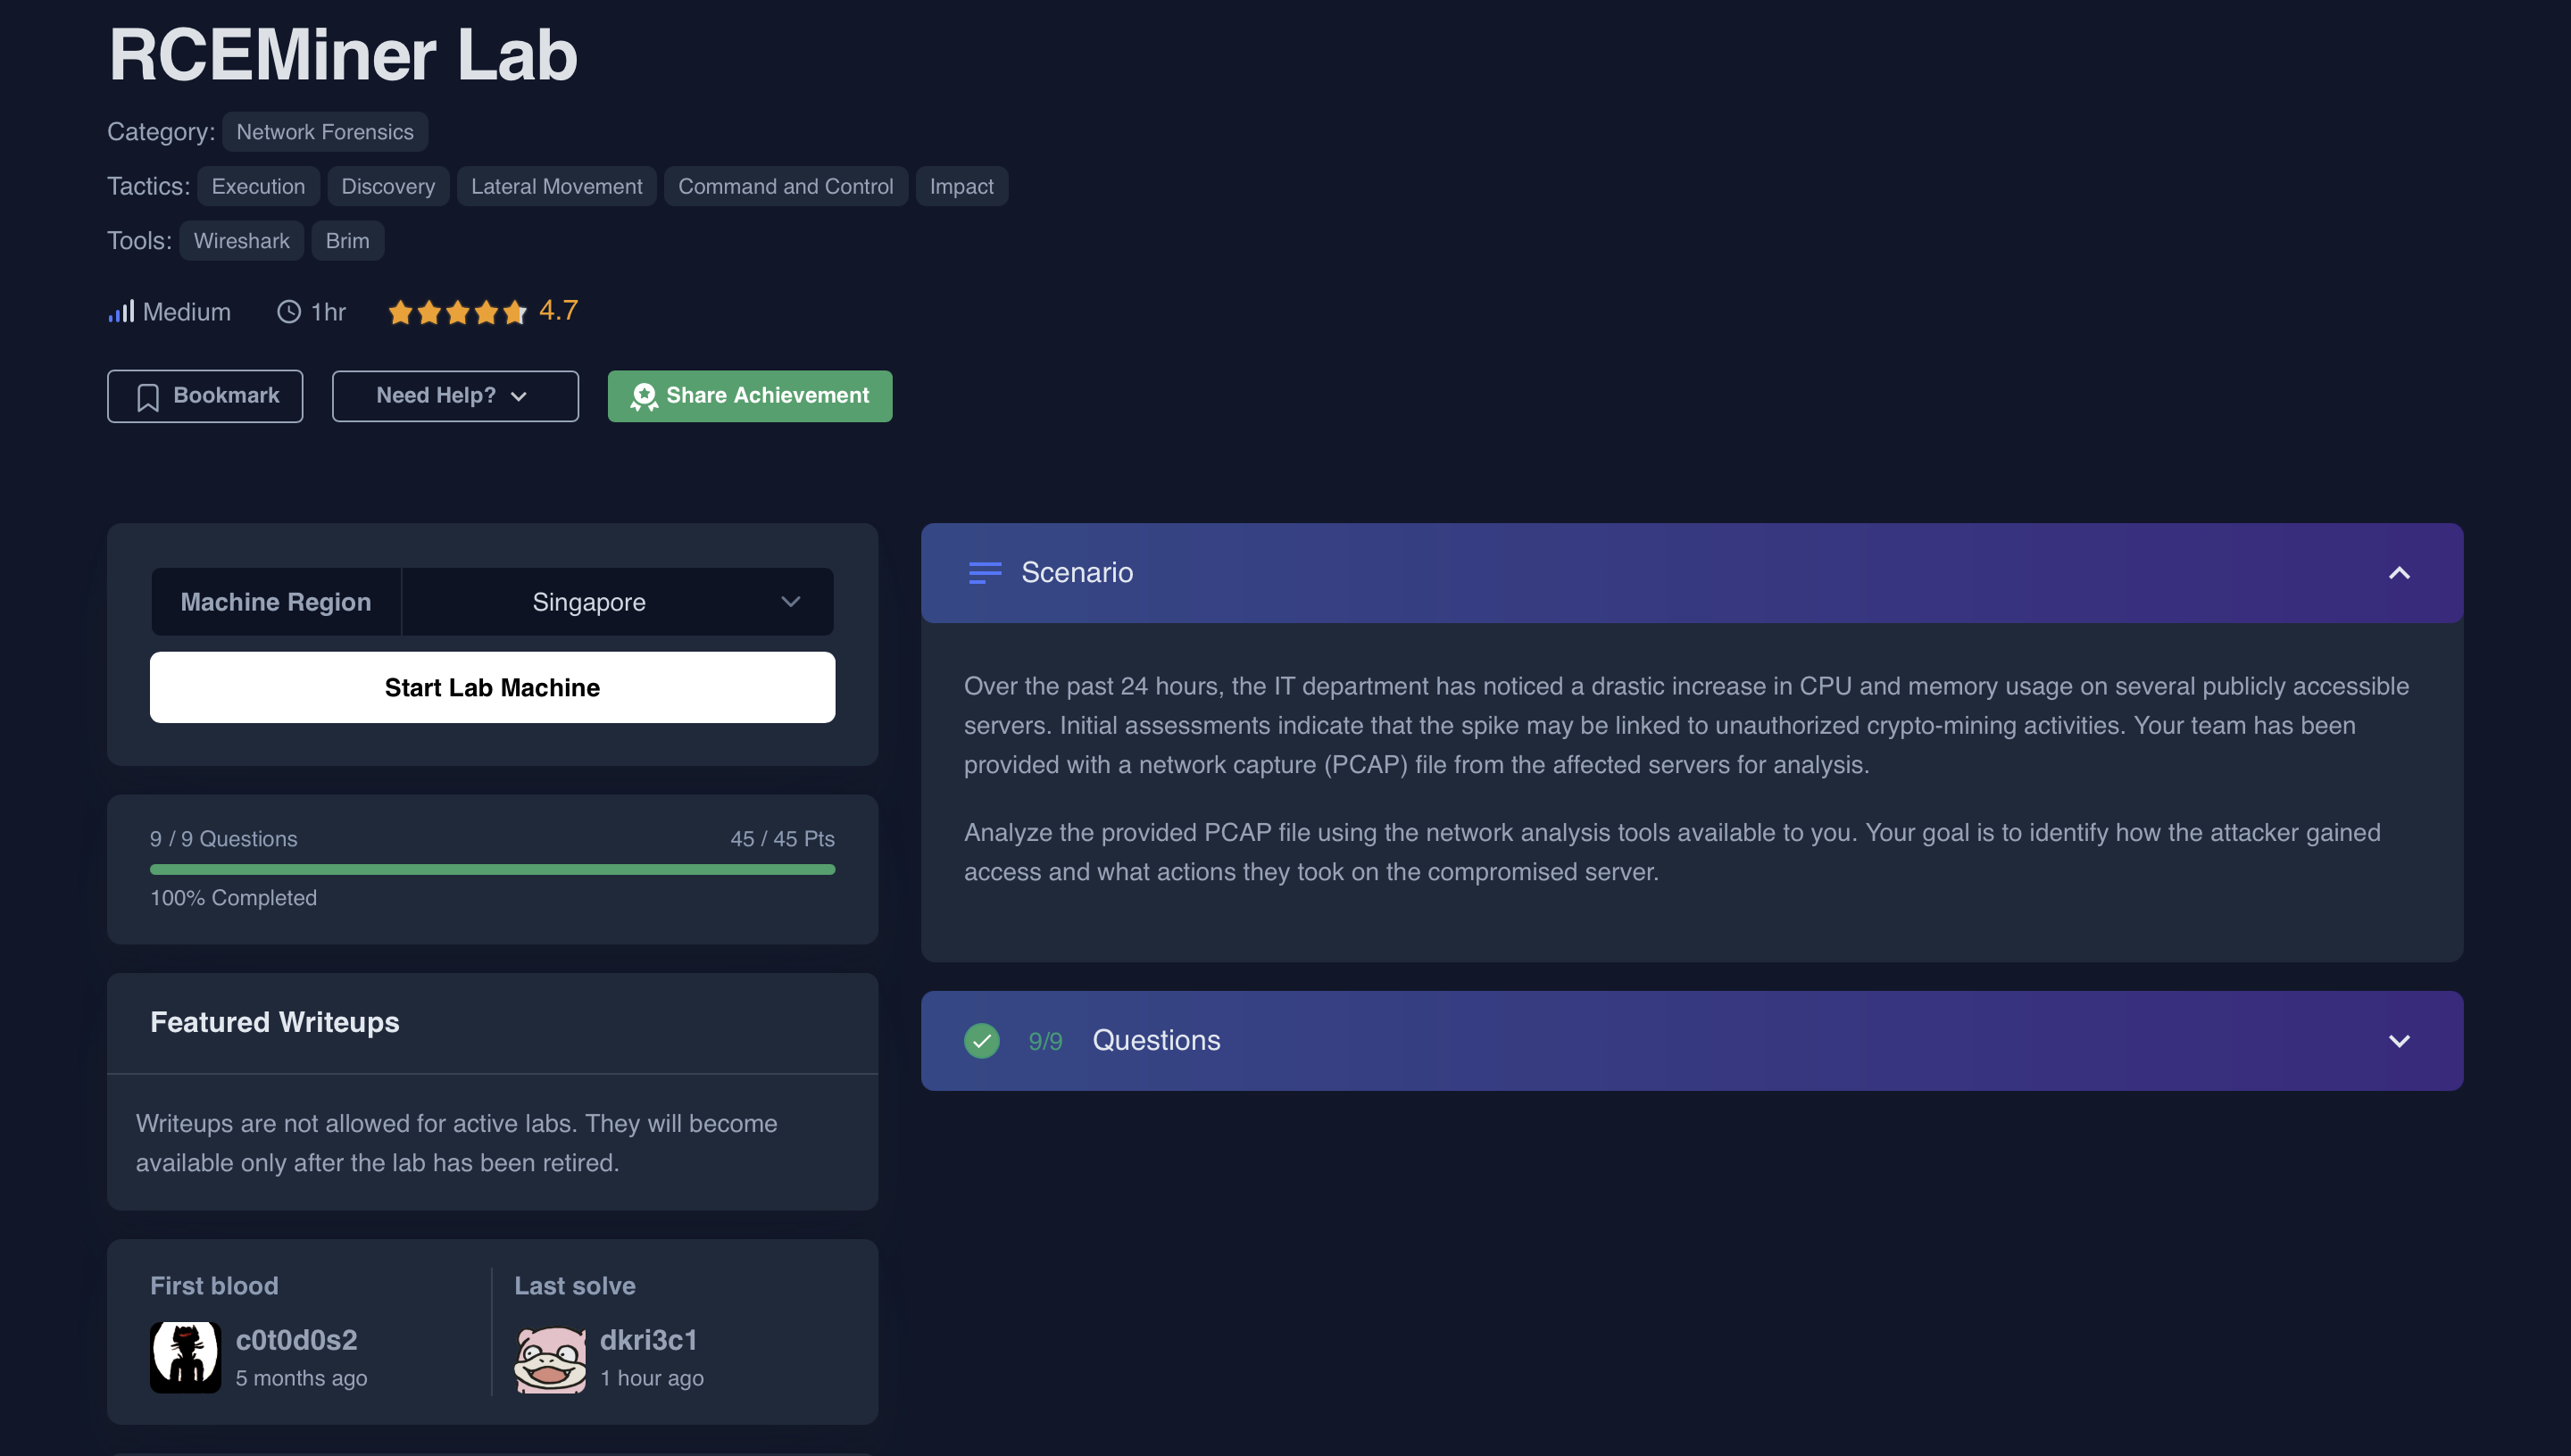 RCEMiner Lab
Category: Network Forensics
Tactics: Execution Discovery Lateral Movement Command and Control Impact
Tools: Wireshark Brim
Medium 1hr 4.7
Bookmark Need Help? Share Achievement
Machine Region Singapore
Start Lab Machine
9 / 9 Questions 45 / 45 Pts
100% Completed
Featured Writeups
Writeups are not allowed for active labs. They will become
available only after the lab has been retired.
First blood
c0t0d0s2
5 months ago
Last solve
dkri3c1
1 hour ago
Scenario
Over the past 24 hours, the IT department has noticed a drastic increase in CPU and memory usage on several publicly accessible
servers. Initial assessments indicate that the spike may be linked to unauthorized crypto-mining activities. Your team has been
provided with a network capture (PCAP) file from the affected servers for analysis.
Analyze the provided PCAP file using the network analysis tools available to you. Your goal is to identify how the attacker gained
access and what actions they took on the compromised server.
9/9 Questions